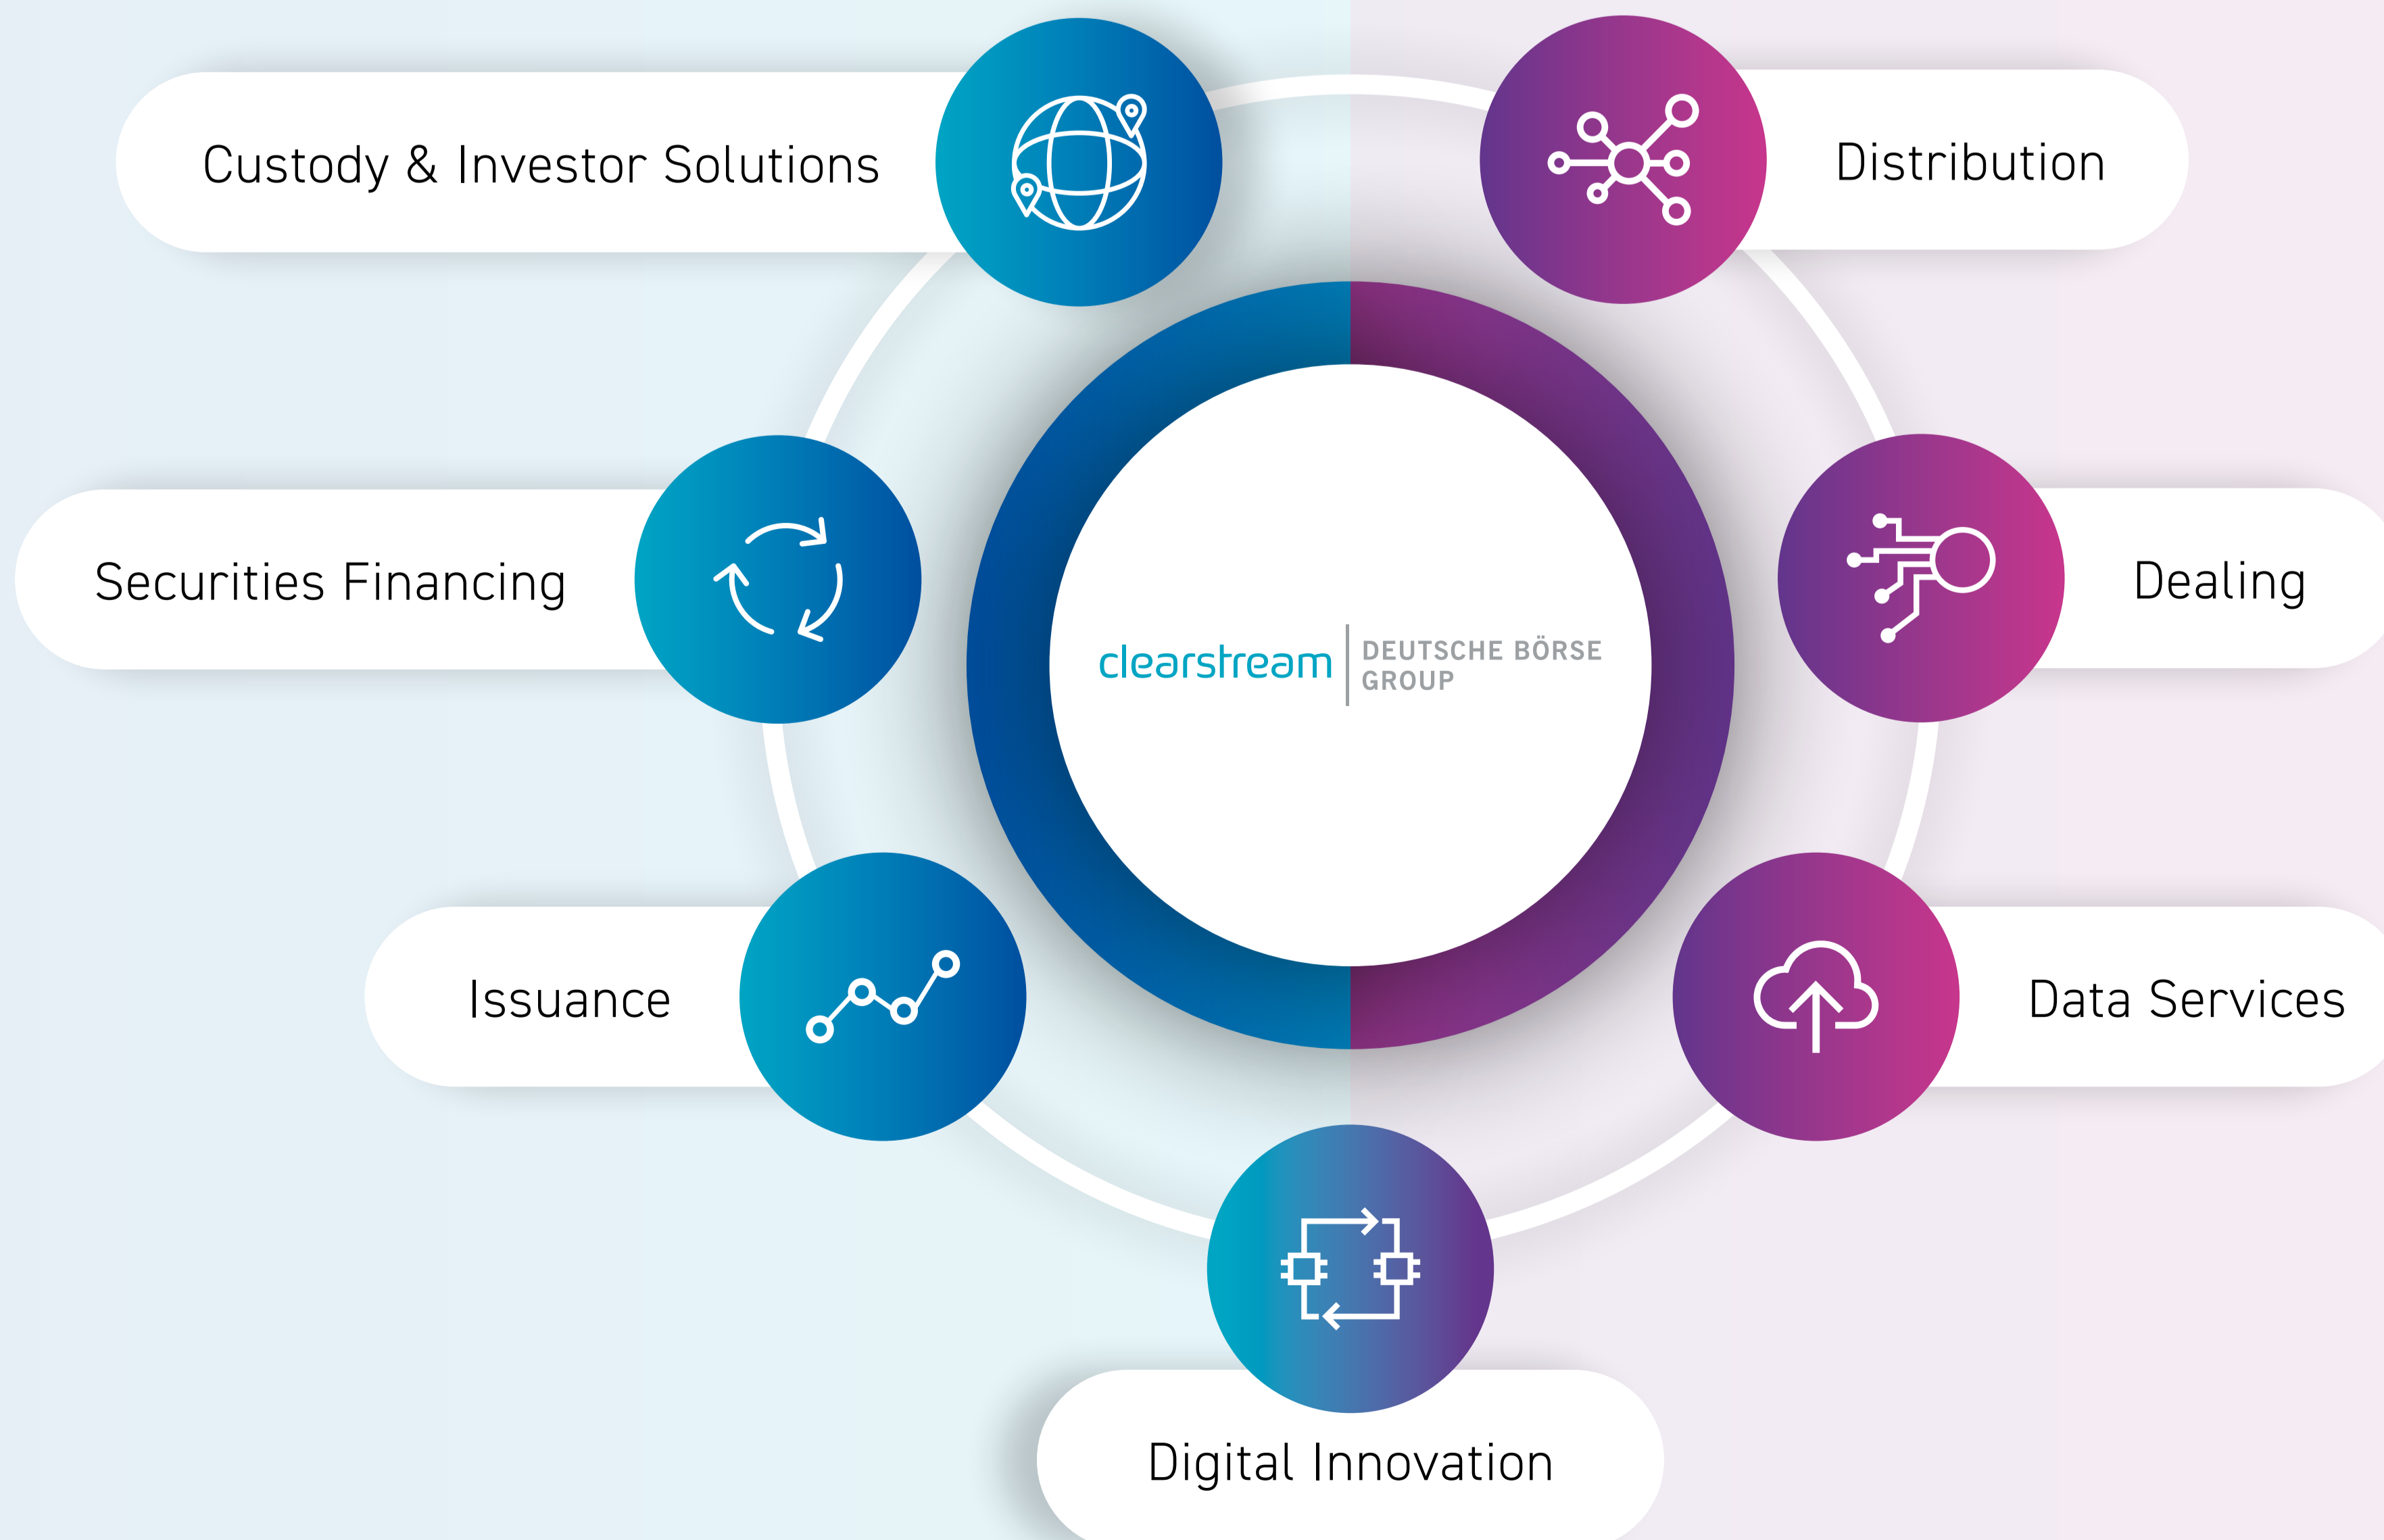 Custody & Investor Solutions
Distribution
Securities Financing
Dealing
clearstream
DEUTSCHE BÖRSE
GROUP
Issuance
Data Services
Digital Innovation